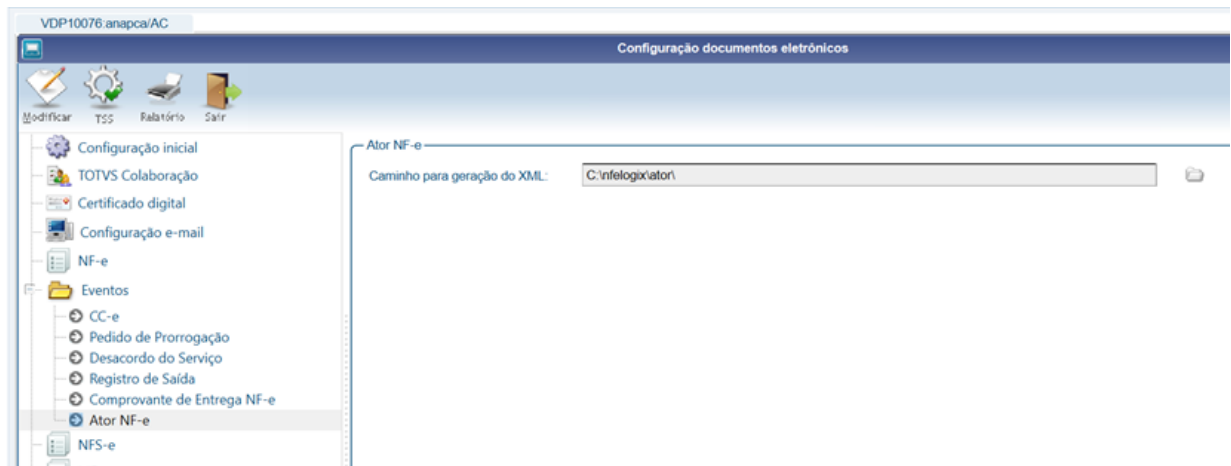 VDP10076.anapca/AC
Configuração documentos eletrônicos
Modificar TSS Relatório Sair
Configuração inicial
TOTVS Colaboração
Certificado digital
Configuração e-mail
NF-e
Eventos
CC-e
Pedido de Prorrogação
Desacordo do Serviço
Registro de Saída
Comprovante de Entrega NF-e
Ator NF-e
NFS-e
Ator NF-e
Caminho para geração do XML: C:\nfelogix\ator\